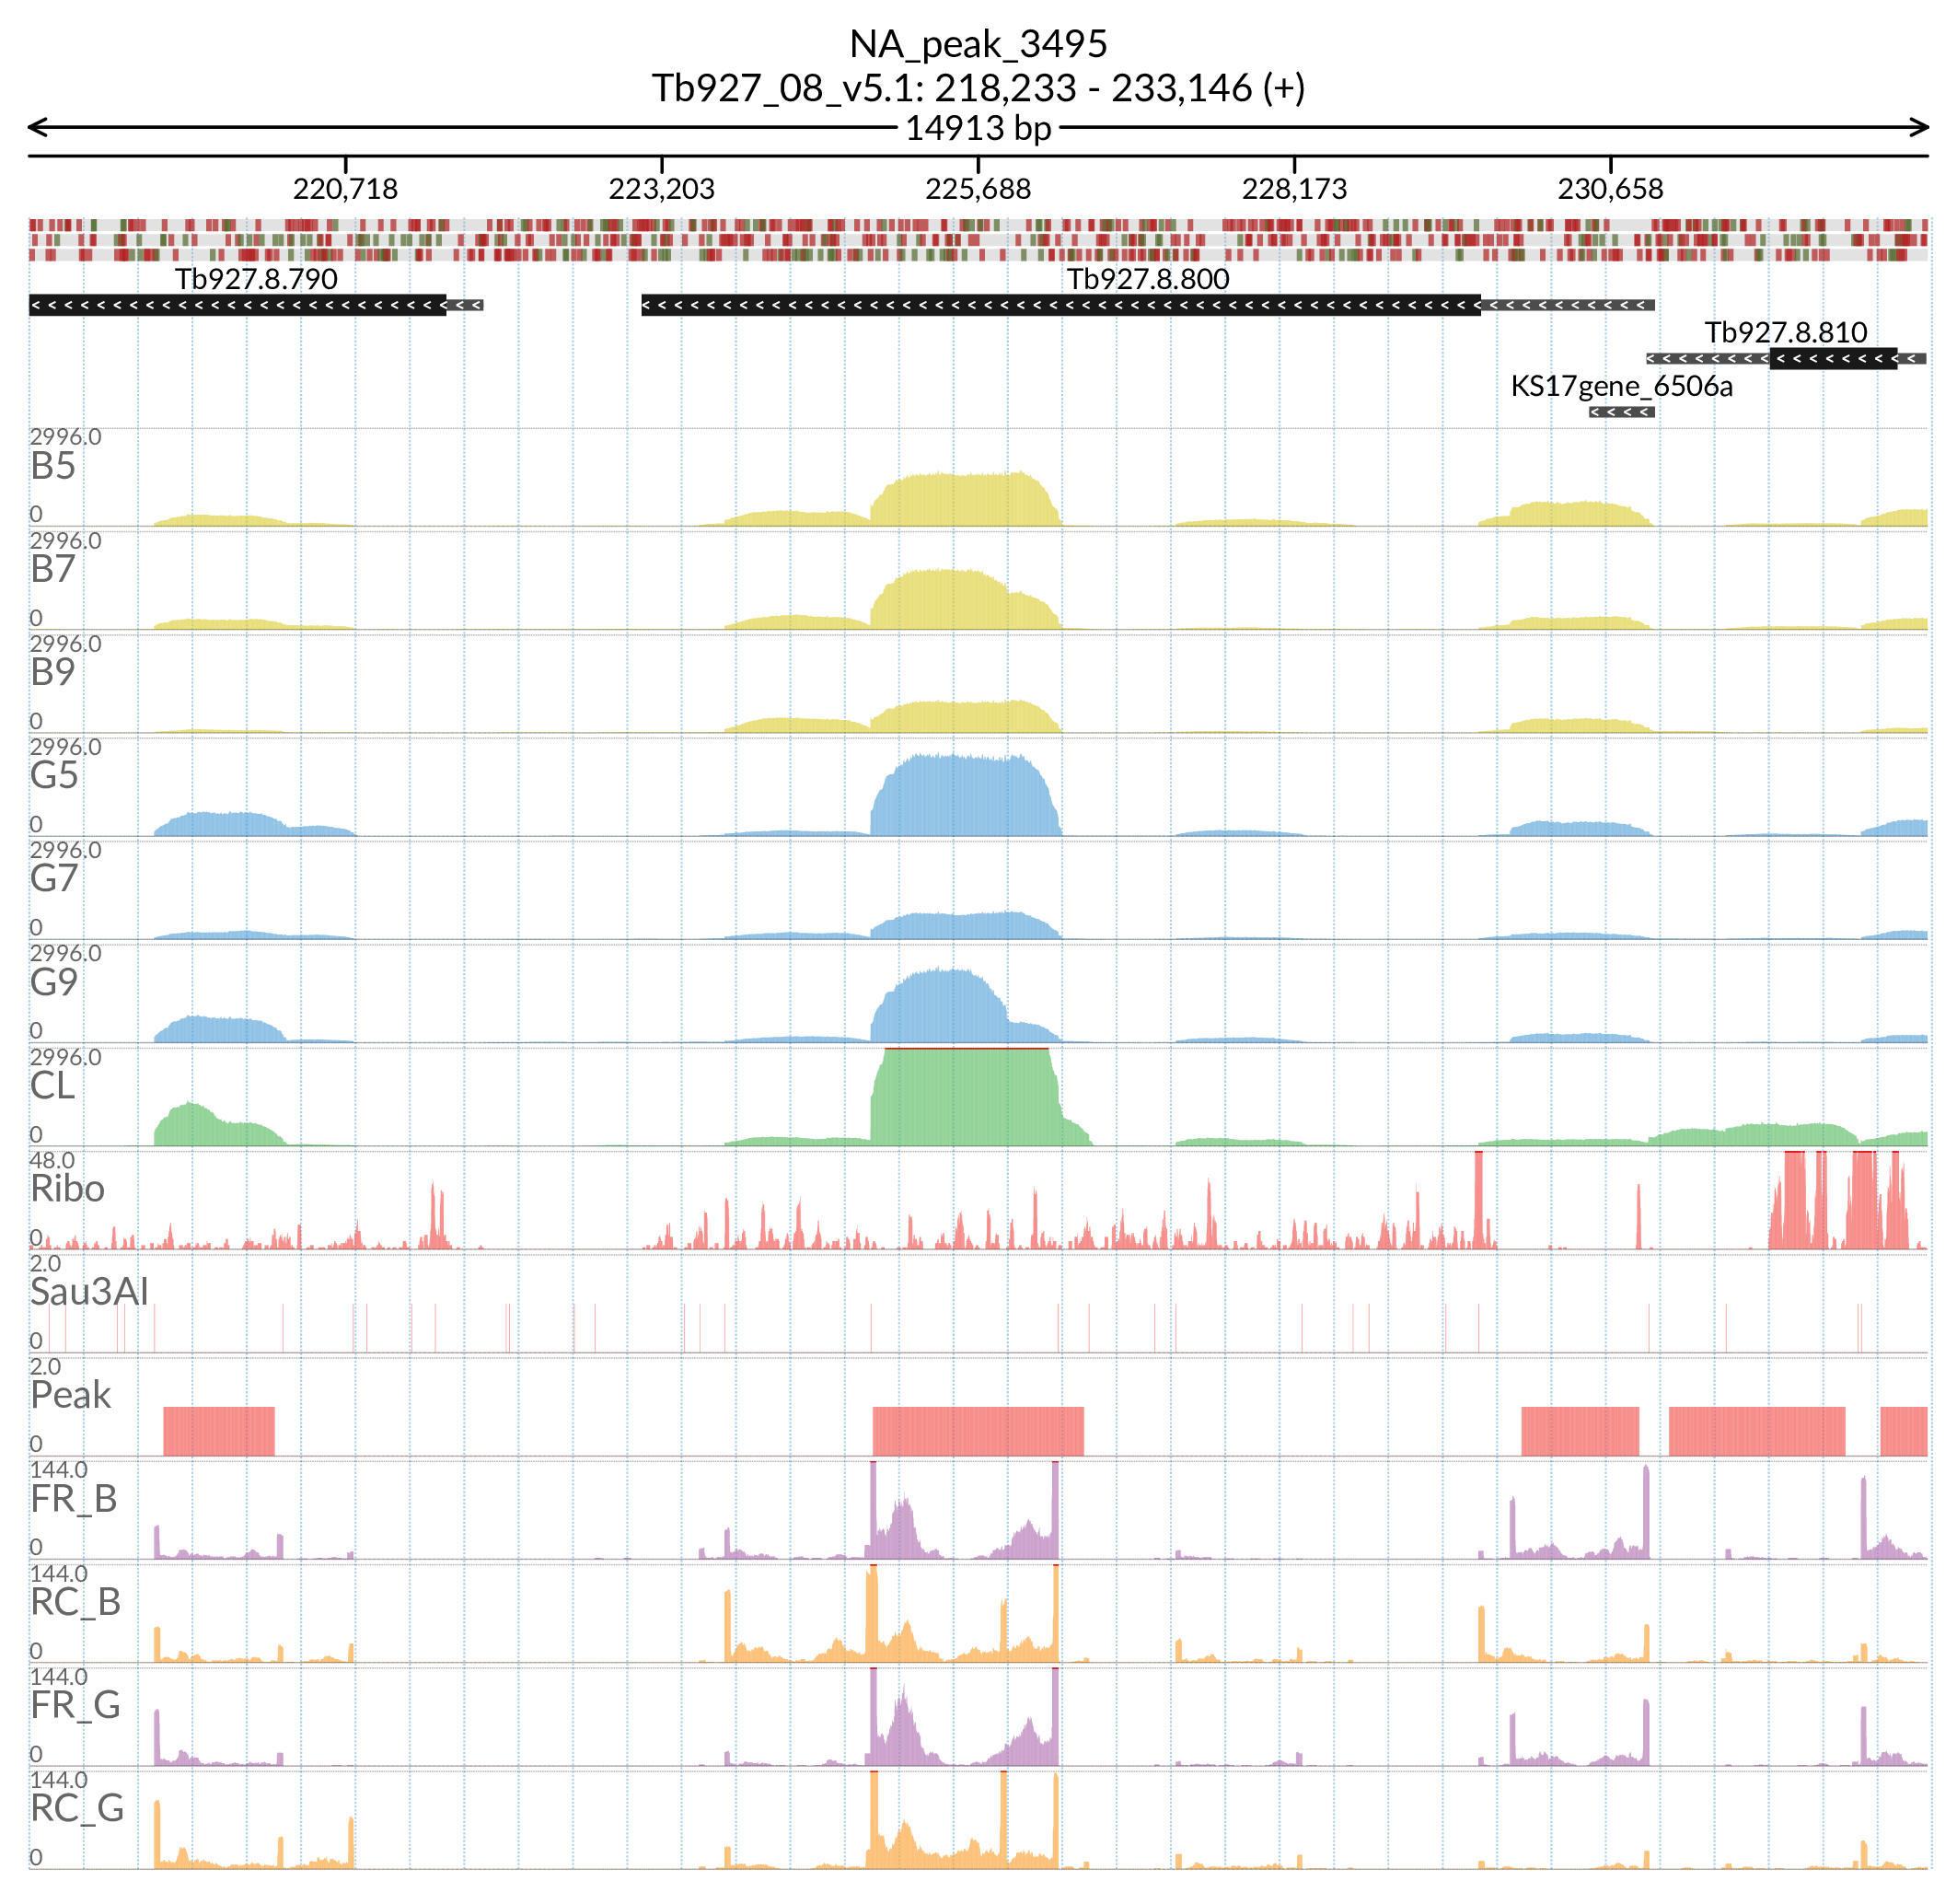 NA_peak_3495
Tb927_08_v5.1: 218,233 - 233,146 (+)
14913 bp
220,718 223,203 225,688 228,173 230,658
Tb927.8.790 Tb927.8.800
Tb927.8.810
KS17gene_6506a
2996.0
B5
0
2996.0
B7
0
2996.0
B9
0
2996.0
G5
0
2996.0
G7
0
2996.0
G9
0
2996.0
CL
0
48.0
Ribo
0
2.0
Sau3AI
0
2.0
Peak
0
144.0
FR_B
0
144.0
RC_B
0
144.0
FR_G
0
144.0
RC_G
0